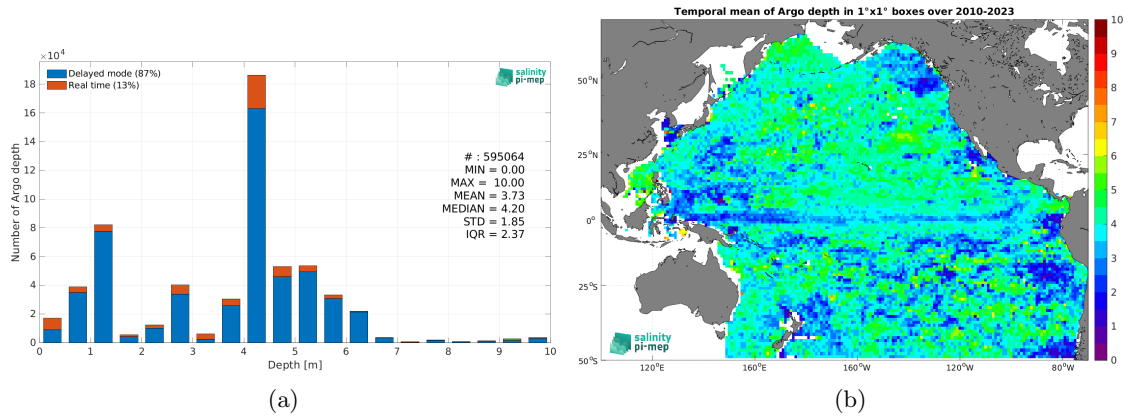 ×10⁴
Delayed mode (87%)
Real time (13%)
salinity
pi-mep
18
16
14
12
10
8
6
4
2
0
Number of Argo depth
# : 595064
MIN = 0.00
MAX = 10.00
MEAN = 3.73
MEDIAN = 4.20
STD = 1.85
IQR = 2.37
0 1 2 3 4 5 6 7 8 9 10
Depth [m]
(a)
Temporal mean of Argo depth in 1°x1° boxes over 2010-2023
50°N
25°N
0°
25°S
50°S
salinity
pi-mep
120°E 160°E 160°W 120°W 80°W
10
9
8
7
6
5
4
3
2
1
0
(b)